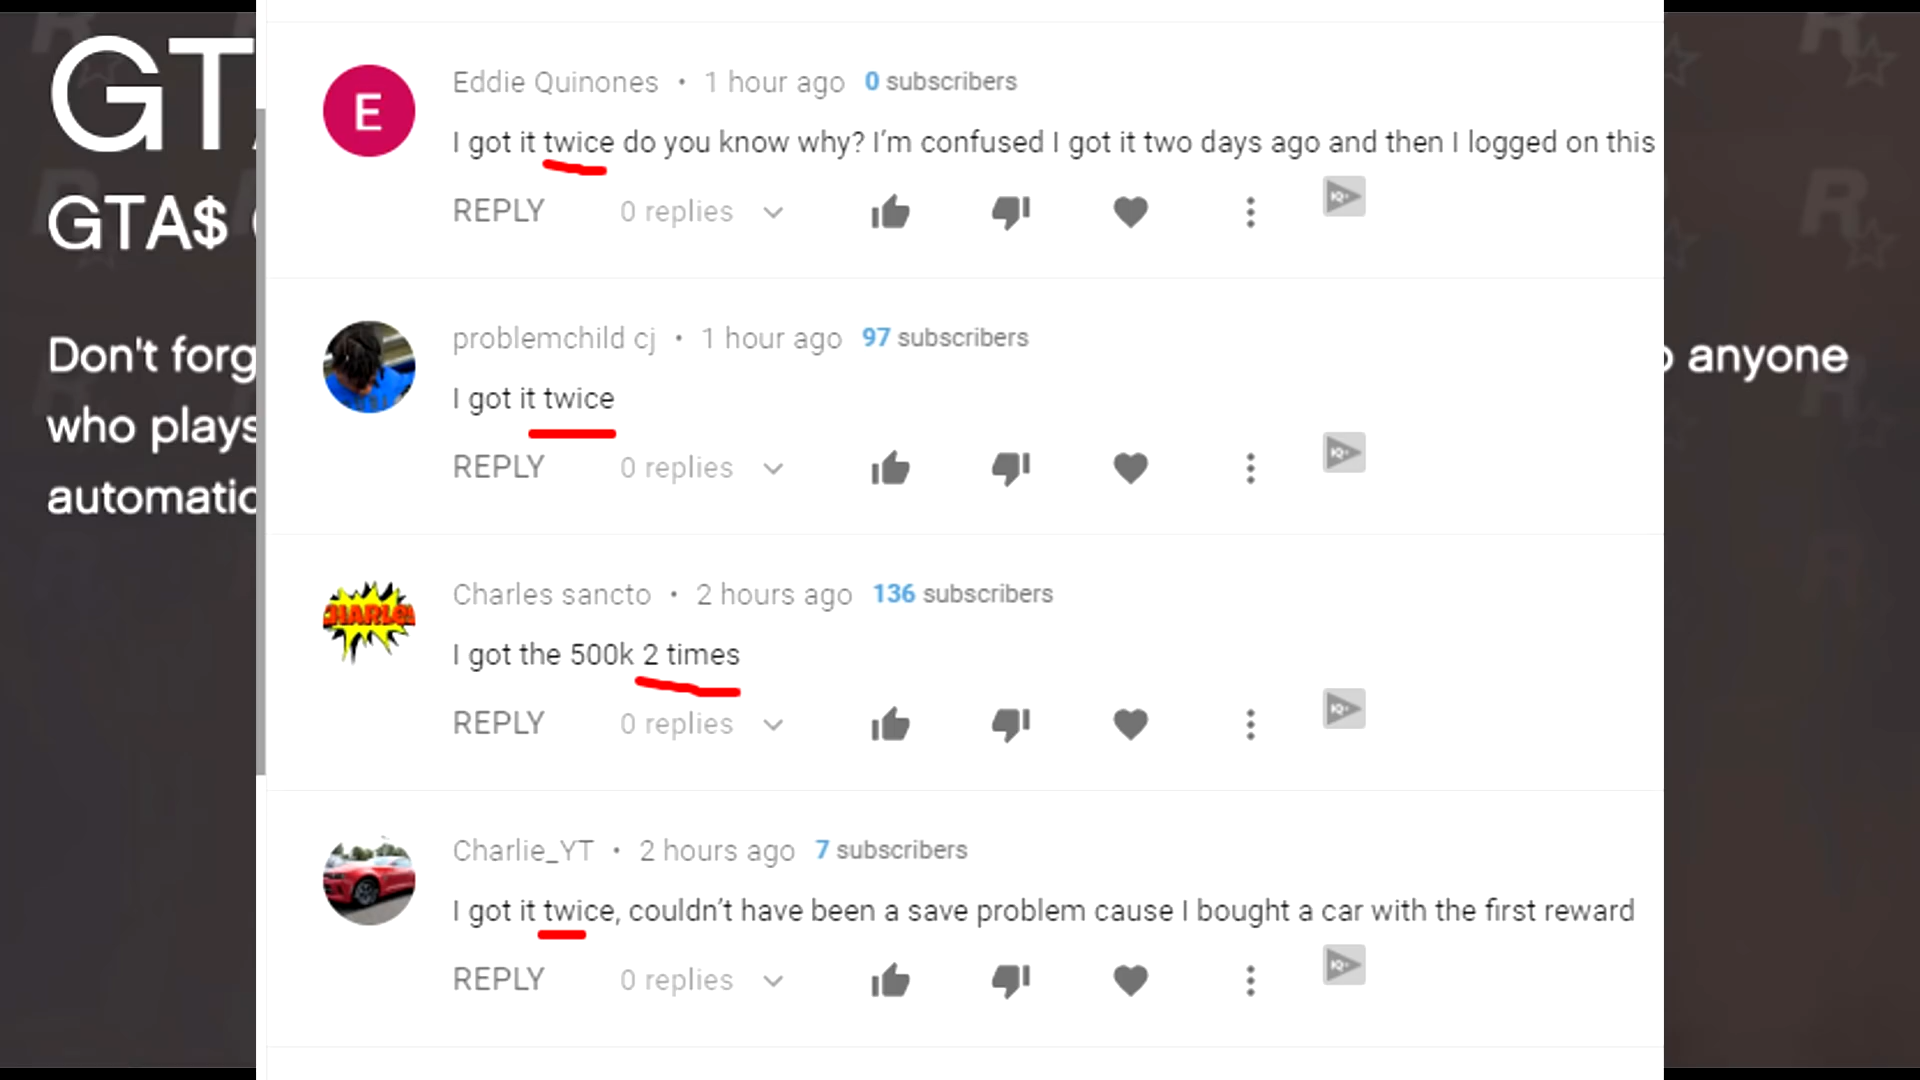 GT
GTA$
Don't forg
who plays
automatic
anyone
E
Eddie Quinones • 1 hour ago 0 subscribers
I got it twice do you know why? I'm confused I got it two days ago and then I logged on this
REPLY 0 replies
problemchild cj • 1 hour ago 97 subscribers
I got it twice
REPLY 0 replies
CHARLES
Charles sancto • 2 hours ago 136 subscribers
I got the 500k 2 times
REPLY 0 replies
Charlie_YT • 2 hours ago 7 subscribers
I got it twice, couldn't have been a save problem cause I bought a car with the first reward
REPLY 0 replies